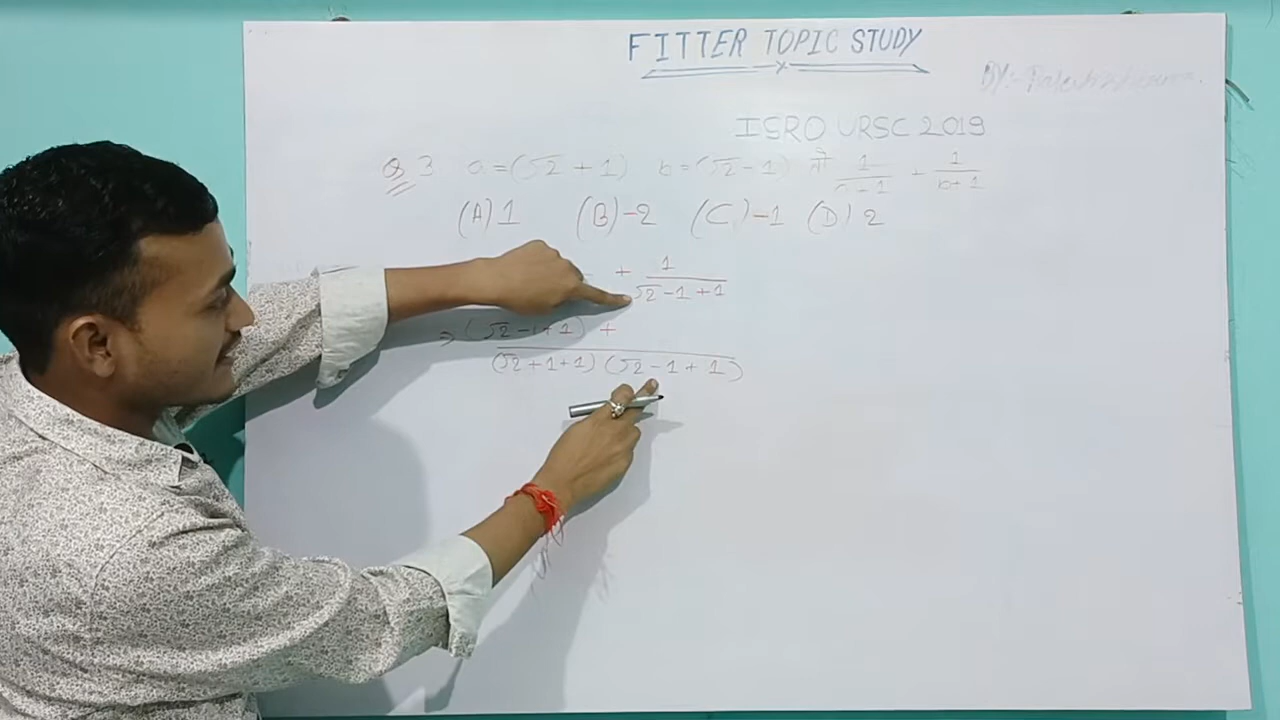 FITTER TOPIC STUDY
BY:-
ISRO URSC 2019
Q 3 a=(√2+1) b=(√2-1) तो 1/(a+1) + 1/(b+1)
(A) 1 (B) -2 (C) -1 (D) 2
+ 1/(√2-1+1)
⇒ (√2-1+1) +
(√2+1+1) (√2-1+1)